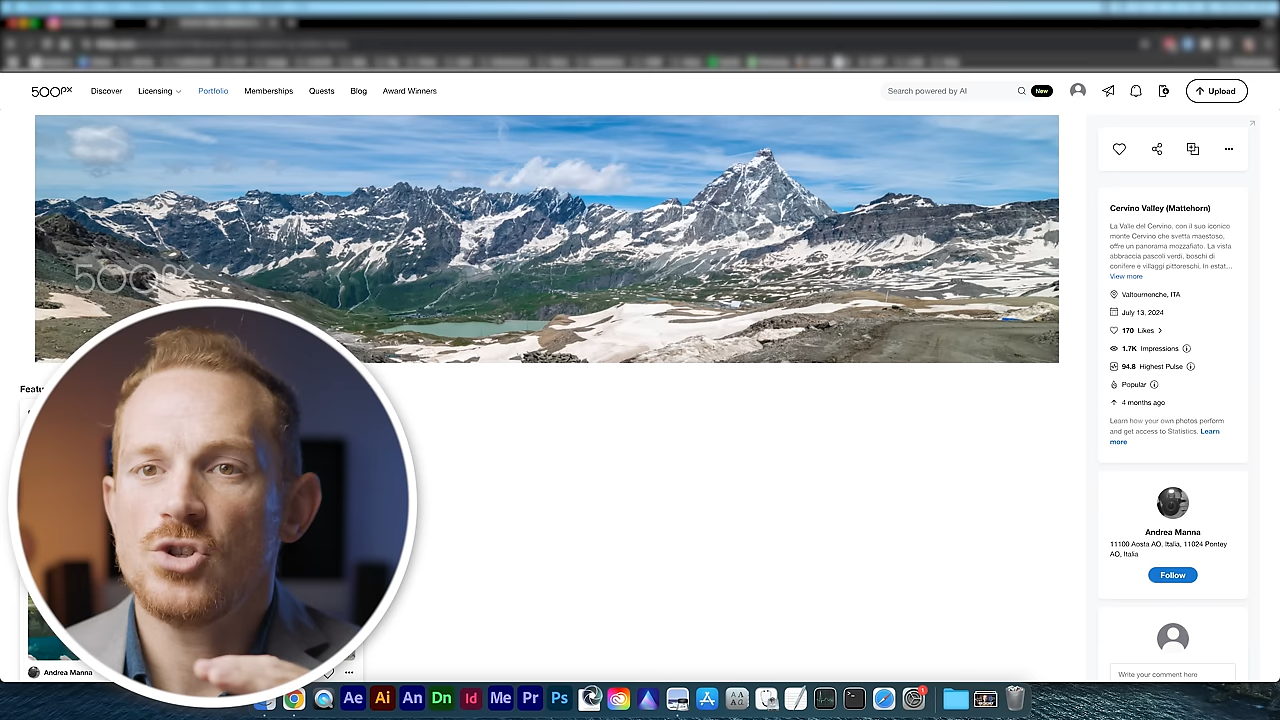 500px
Discover
Licensing
Portfolio
Memberships
Quests
Blog
Award Winners
Search powered by AI
New
Upload
500px
Cervino Valley (Mattehorn)
La Valle del Cervino, con il suo iconico
monte Cervino che svetta maestoso,
offre un panorama mozzafiato. La vista
abbraccia pascoli verdi, boschi di
conifere e villaggi pittoreschi. In estat...
View more
Valtournenche, ITA
July 13, 2024
170 Likes
1.7K Impressions
94.8 Highest Pulse
Popular
4 months ago
Learn how your own photos perform
and get access to Statistics. Learn
more
Andrea Manna
11100 Aosta AO, Italia, 11024 Pontey
AO, Italia
Follow
Write your comment here
Andrea Manna
Ae
Ai
An
Dn
Id
Me
Pr
Ps
1